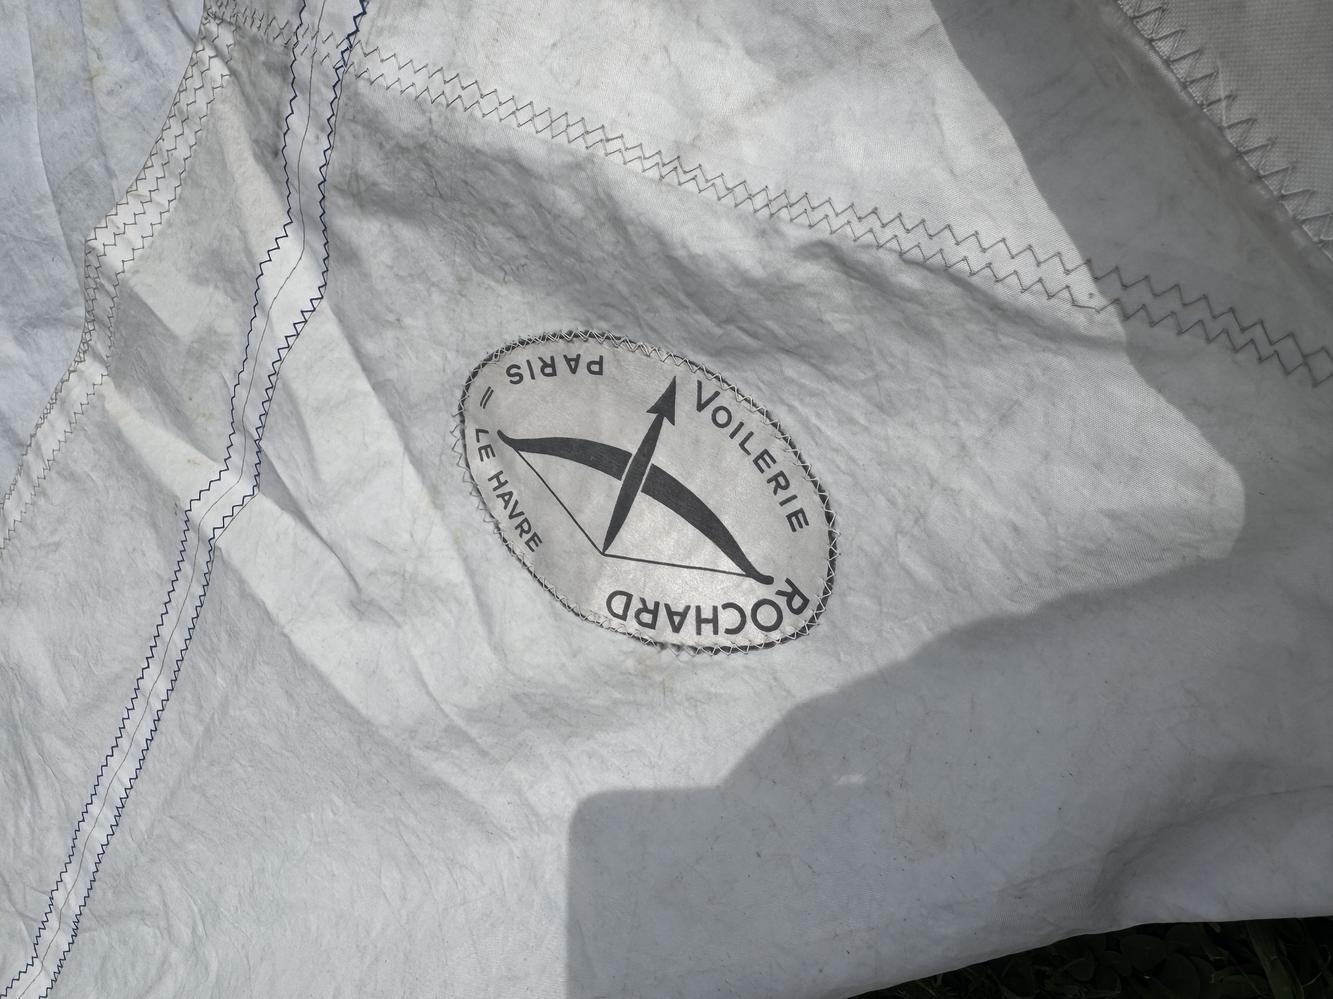 VOILERIE
ROCHARD
PARIS = LE HAVRE